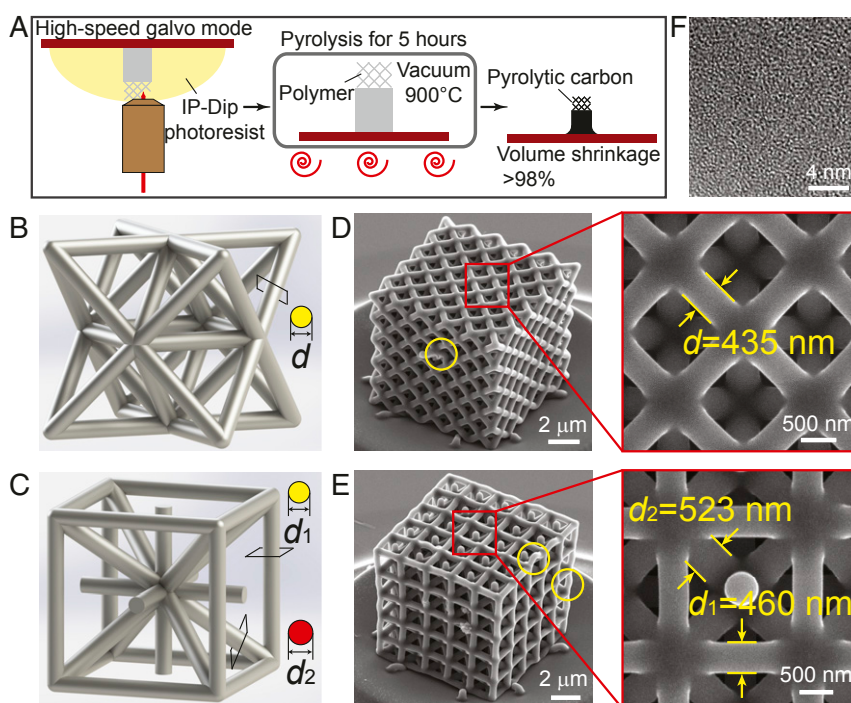 A
High-speed galvo mode
IP-Dip
photoresist
Pyrolysis for 5 hours
Polymer
Vacuum
900°C
Pyrolytic carbon
Volume shrinkage
>98%
F
4 nm
B
d
D
2 μm
d=435 nm
500 nm
C
d1
d2
E
2 μm
d2=523 nm
d1=460 nm
500 nm